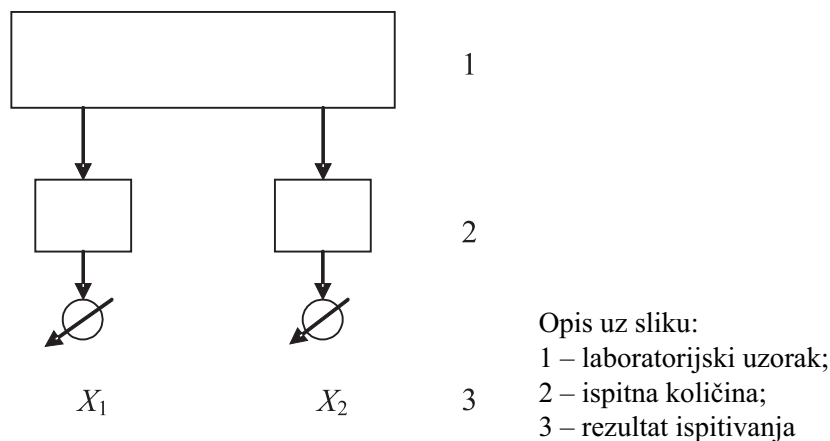 1
2
Opis uz sliku:
1 – laboratorijski uzorak;
2 – ispitna količina;
3 – rezultat ispitivanja
X₁ X₂ 3